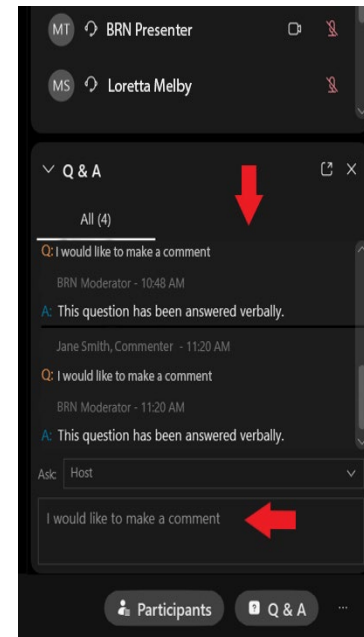 MT BRN Presenter
MS Loretta Melby
Q & A
All (4)
Q: I would like to make a comment
BRN Moderator - 10:48 AM
A: This question has been answered verbally.
Jane Smith, Commenter - 11:20 AM
Q: I would like to make a comment
BRN Moderator - 11:20 AM
A: This question has been answered verbally.
Ask: Host
I would like to make a comment
Participants Q & A